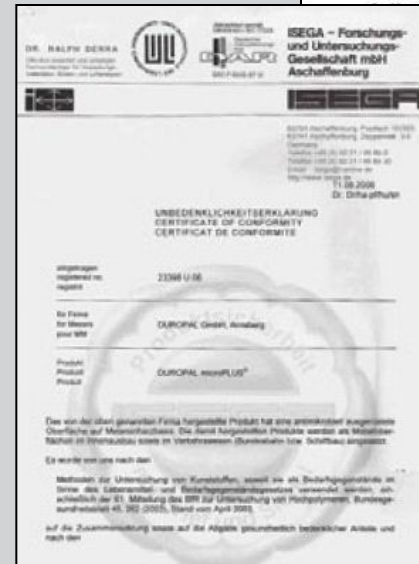 DR. RALPH DERRA
ISEGA – Forschungs-
und Untersuchungs-
Gesellschaft mbH
Aschaffenburg
ISEGA
11.08.2006
UNBEDENKLICHKEITSERKLÄRUNG
CERTIFICATE OF CONFORMITY
CERTIFICAT DE CONFORMITE
eingetragen
registered no.
registré
23398 U 06
für Firma
for Messrs
pour MM
DUROPAL GmbH, Arnsberg
Produkt
Product
Produit
DUROPAL microPLUS®
Das von der oben genannten Firma hergestellte Produkt hat eine antimikrobiell ausgerüstete
Oberfläche auf Melaminharzbasis. Die damit hergestellten Produkte werden als Möbelober-
flächen im Innenausbau sowie im Verkehrswesen (Bundesbahn bzw. Schiffbau) eingesetzt.
Es wurde von uns nach den
Methoden zur Untersuchung von Kunststoffen, soweit sie als Bedarfsgegenstände im
Sinne des Lebensmittel- und Bedarfsgegenständegesetzes verwendet werden, ein-
schließlich der 61. Mitteilung des BfR zur Untersuchung von Hochpolymeren, Bundesge-
sundheitsblatt 46, 362 (2003), Stand vom April 2003,
auf die Zusammensetzung sowie auf die Abgabe gesundheitlich bedenklicher Anteile und
nach den